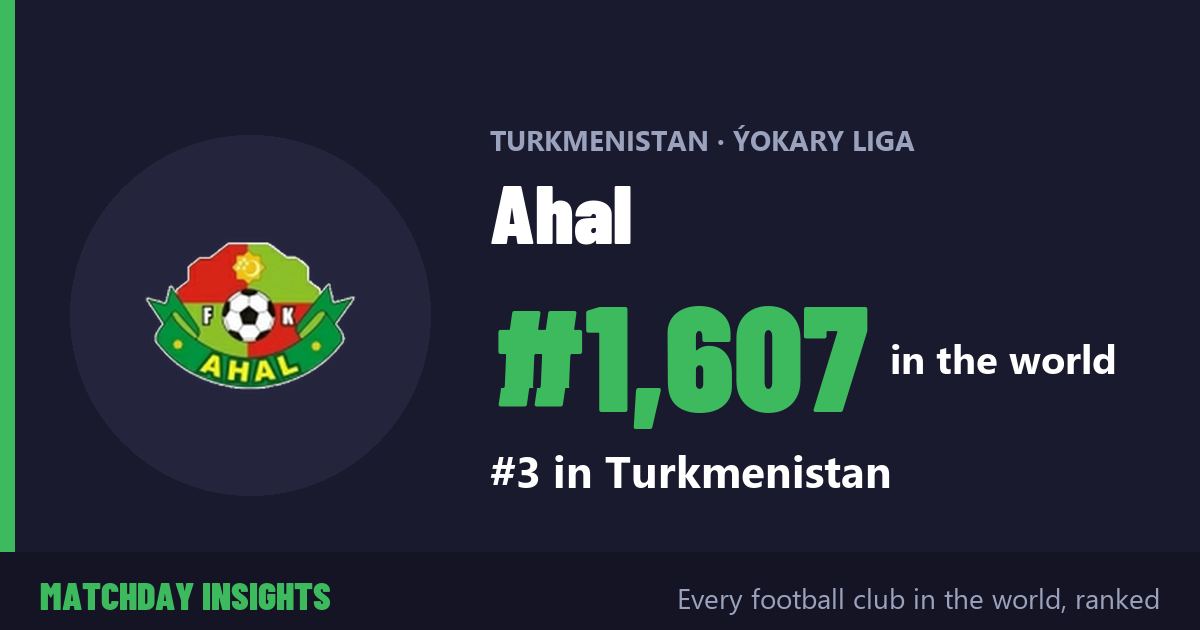 TURKMENISTAN · ÝOKARY LIGA
Ahal
F K
AHAL
#1,607 in the world
#3 in Turkmenistan
MATCHDAY INSIGHTS
Every football club in the world, ranked